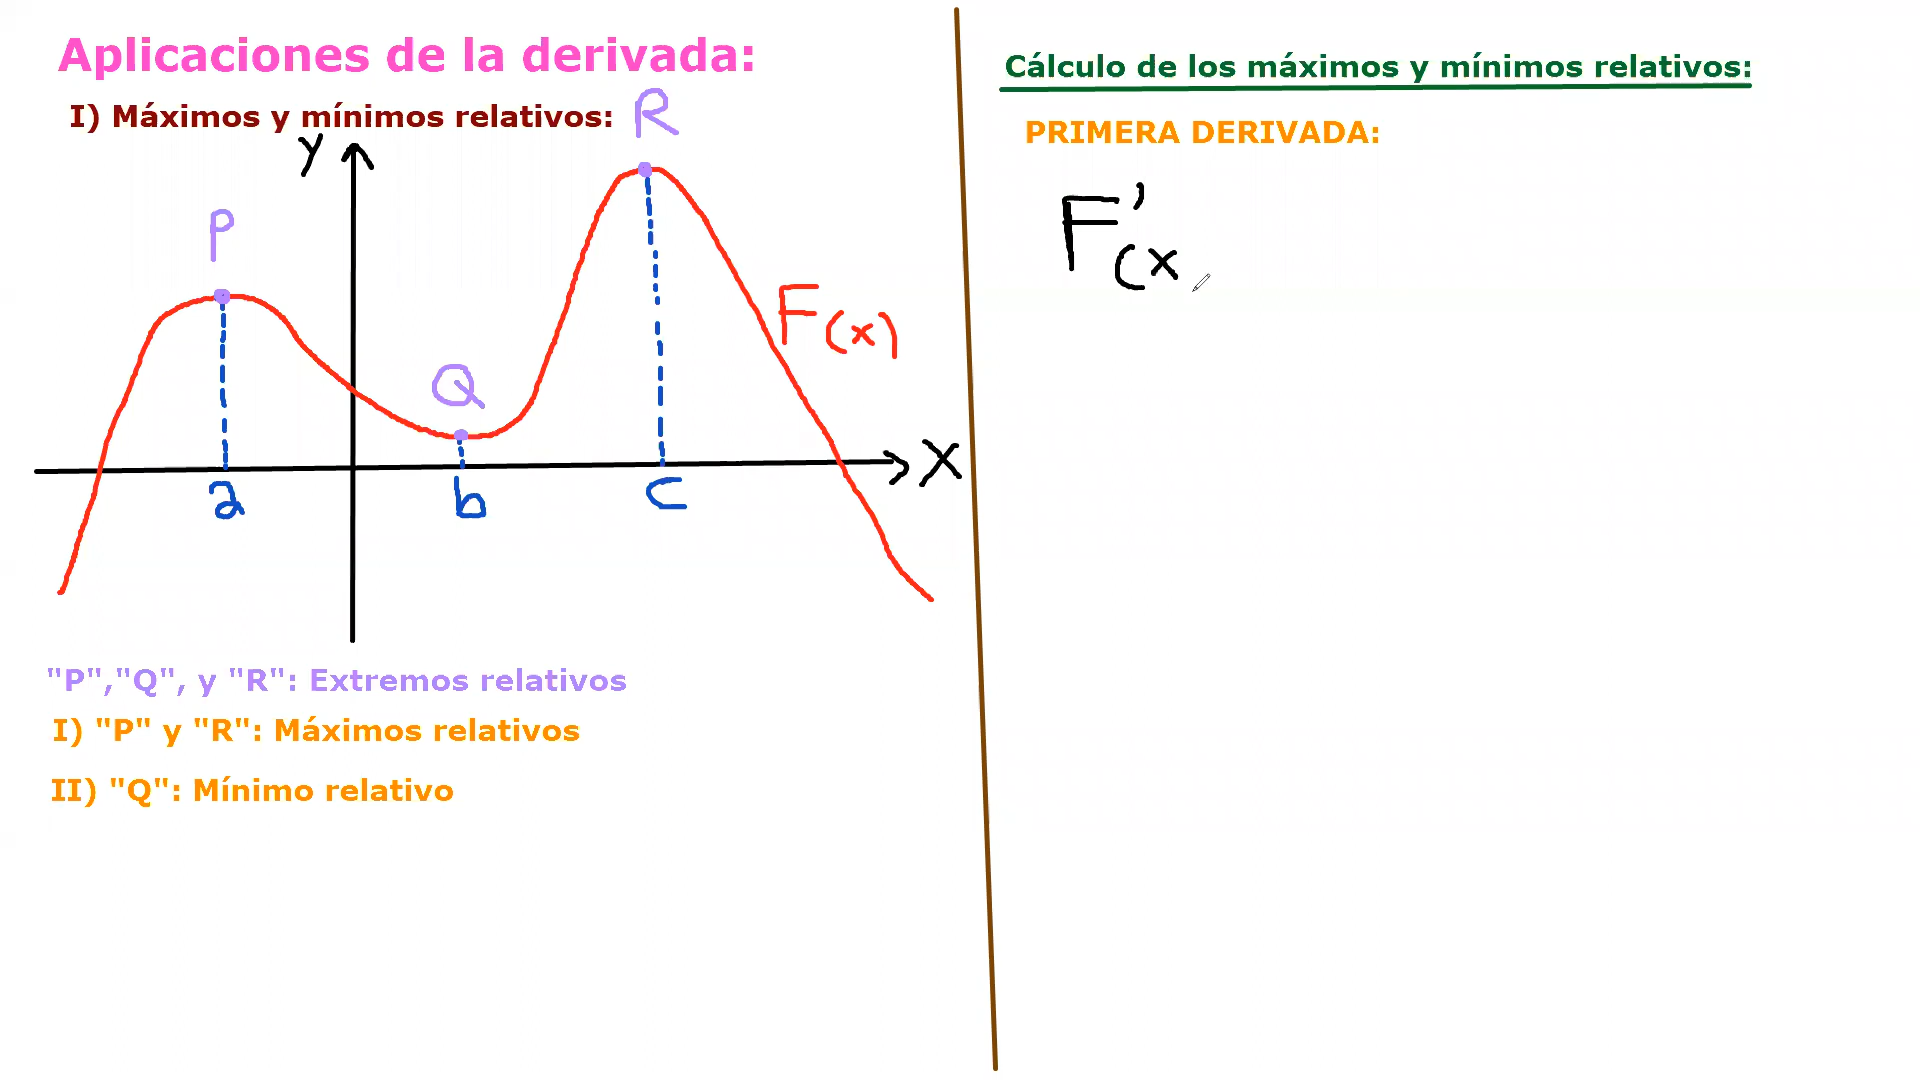 Aplicaciones de la derivada:
I) Máximos y mínimos relativos:
R
y
P
F(x)
Q
X
a
b
c
"P","Q", y "R": Extremos relativos
I) "P" y "R": Máximos relativos
II) "Q": Mínimo relativo
Cálculo de los máximos y mínimos relativos:
PRIMERA DERIVADA:
F'(x